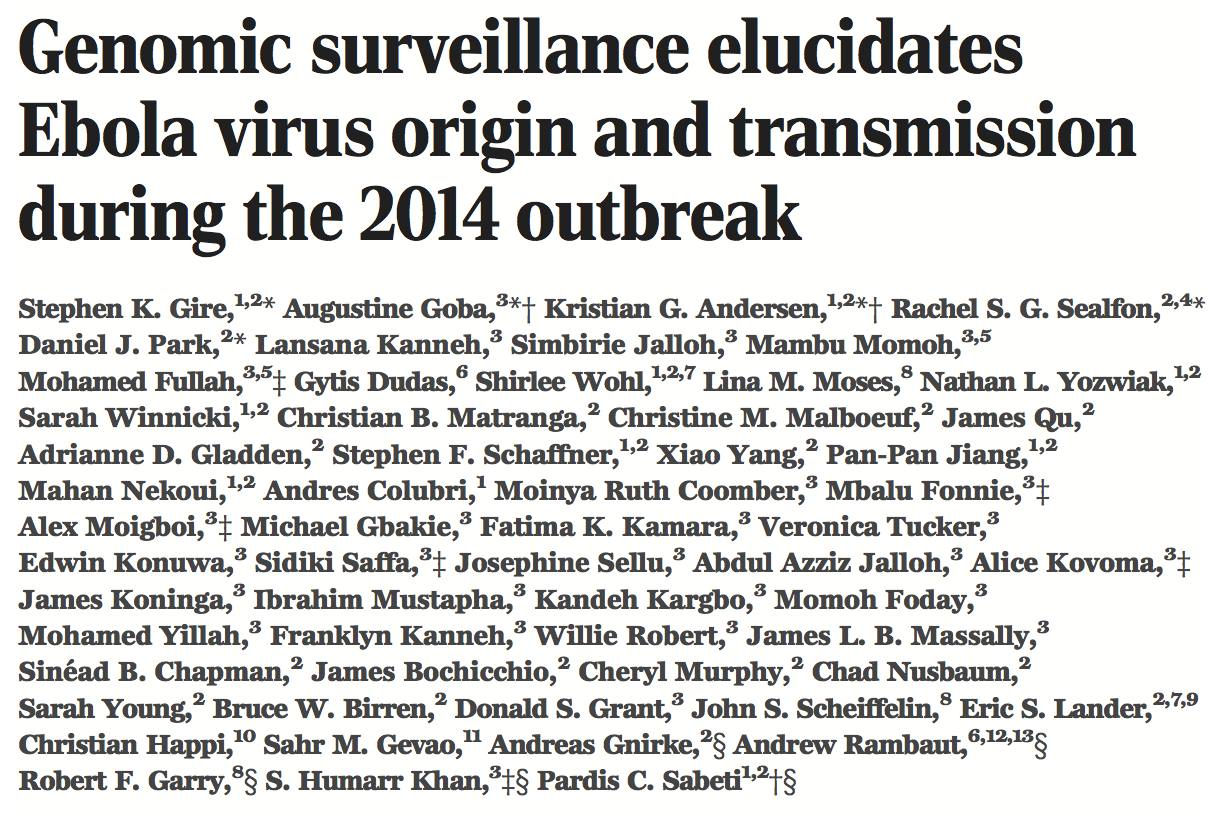 Genomic surveillance elucidates
Ebola virus origin and transmission
during the 2014 outbreak
Stephen K. Gire,1,2* Augustine Goba,3*† Kristian G. Andersen,1,2*† Rachel S. G. Sealfon,2,4*
Daniel J. Park,2* Lansana Kanneh,3 Simbirie Jalloh,3 Mambu Momoh,3,5
Mohamed Fullah,3,5‡ Gytis Dudas,6 Shirlee Wohl,1,2,7 Lina M. Moses,8 Nathan L. Yozwiak,1,2
Sarah Winnicki,1,2 Christian B. Matranga,2 Christine M. Malboeuf,2 James Qu,2
Adrianne D. Gladden,2 Stephen F. Schaffner,1,2 Xiao Yang,2 Pan-Pan Jiang,1,2
Mahan Nekoui,1,2 Andres Colubri,1 Moinya Ruth Coomber,3 Mbalu Fonnie,3‡
Alex Moigboi,3‡ Michael Gbakie,3 Fatima K. Kamara,3 Veronica Tucker,3
Edwin Konuwa,3 Sidiki Saffa,3‡ Josephine Sellu,3 Abdul Azziz Jalloh,3 Alice Kovoma,3‡
James Koninga,3 Ibrahim Mustapha,3 Kandeh Kargbo,3 Momoh Foday,3
Mohamed Yillah,3 Franklyn Kanneh,3 Willie Robert,3 James L. B. Massally,3
Sinéad B. Chapman,2 James Bochicchio,2 Cheryl Murphy,2 Chad Nusbaum,2
Sarah Young,2 Bruce W. Birren,2 Donald S. Grant,3 John S. Scheiffelin,8 Eric S. Lander,2,7,9
Christian Happi,10 Sahr M. Gevao,11 Andreas Gnirke,2§ Andrew Rambaut,6,12,13§
Robert F. Garry,8§ S. Humarr Khan,3‡§ Pardis C. Sabeti1,2†§